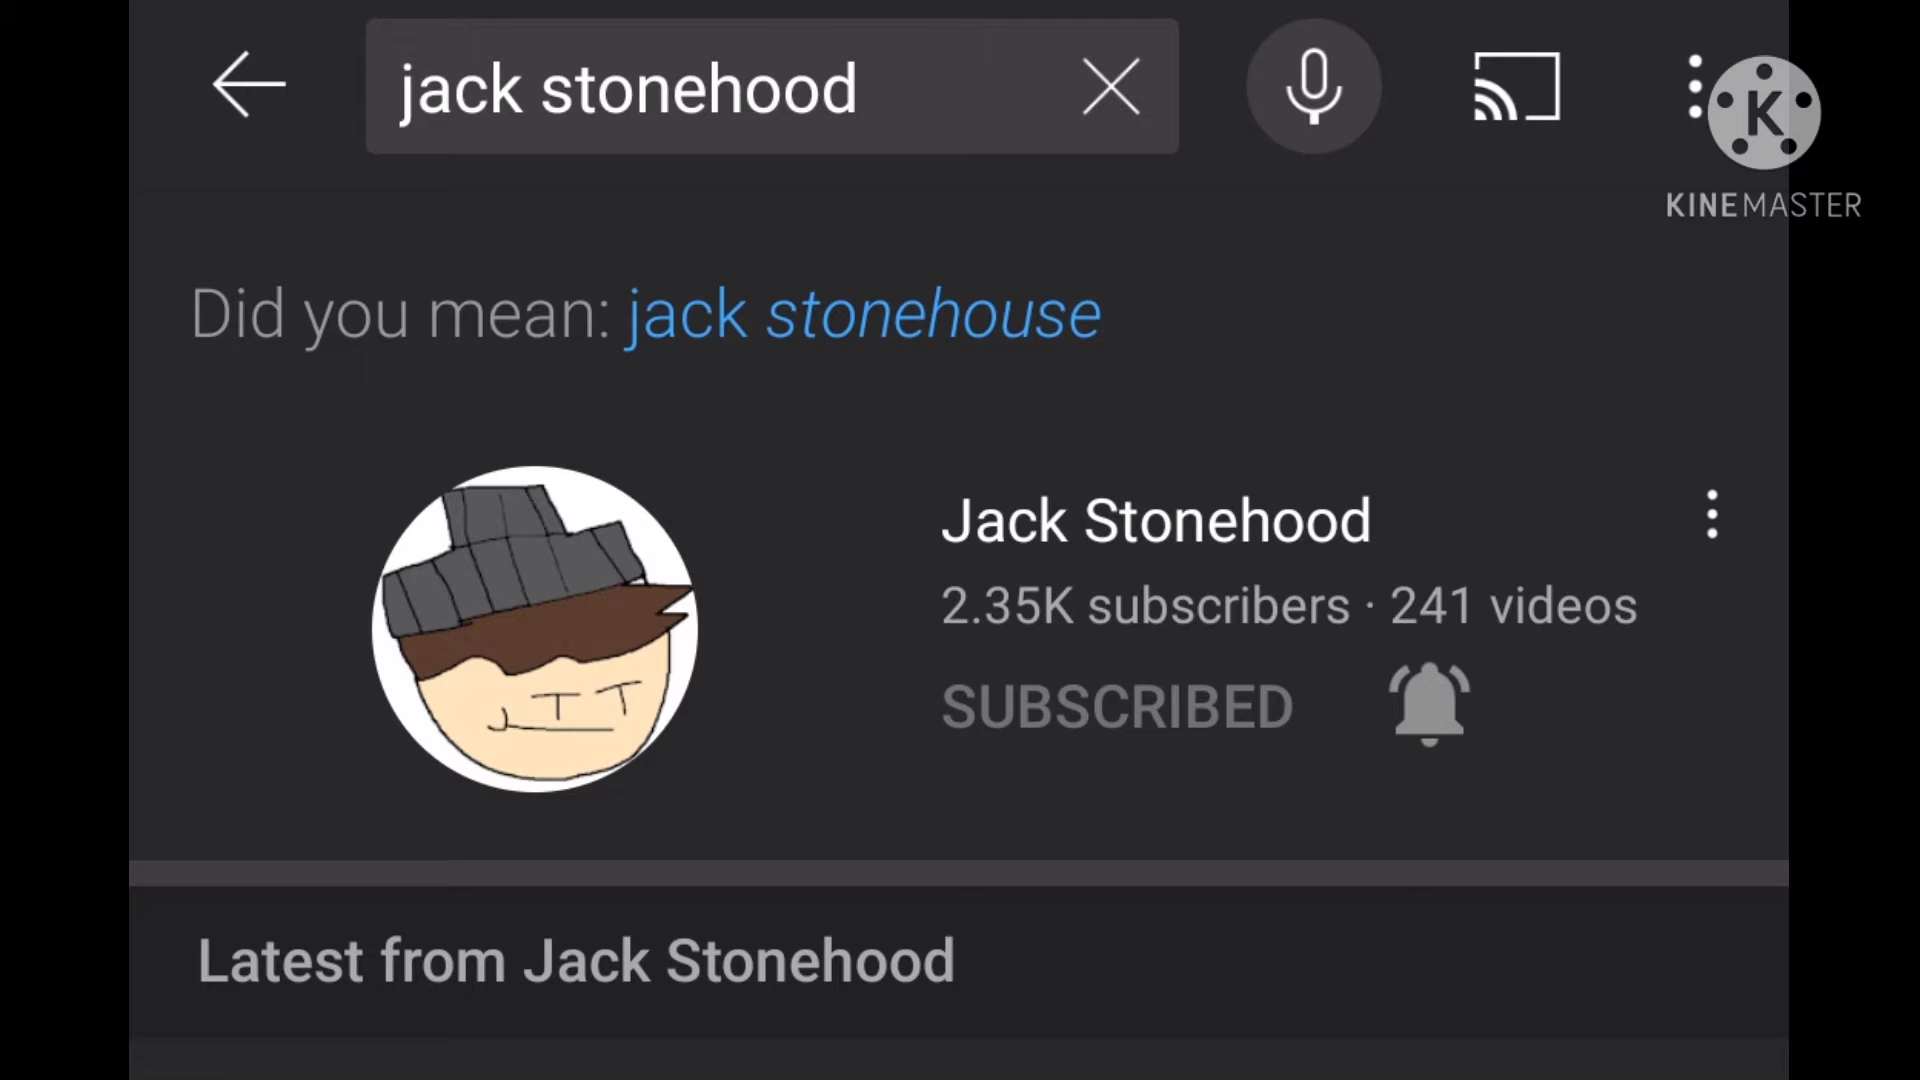 jack stonehood
K
KINEMASTER
Did you mean: jack stonehouse
Jack Stonehood
2.35K subscribers · 241 videos
SUBSCRIBED
Latest from Jack Stonehood